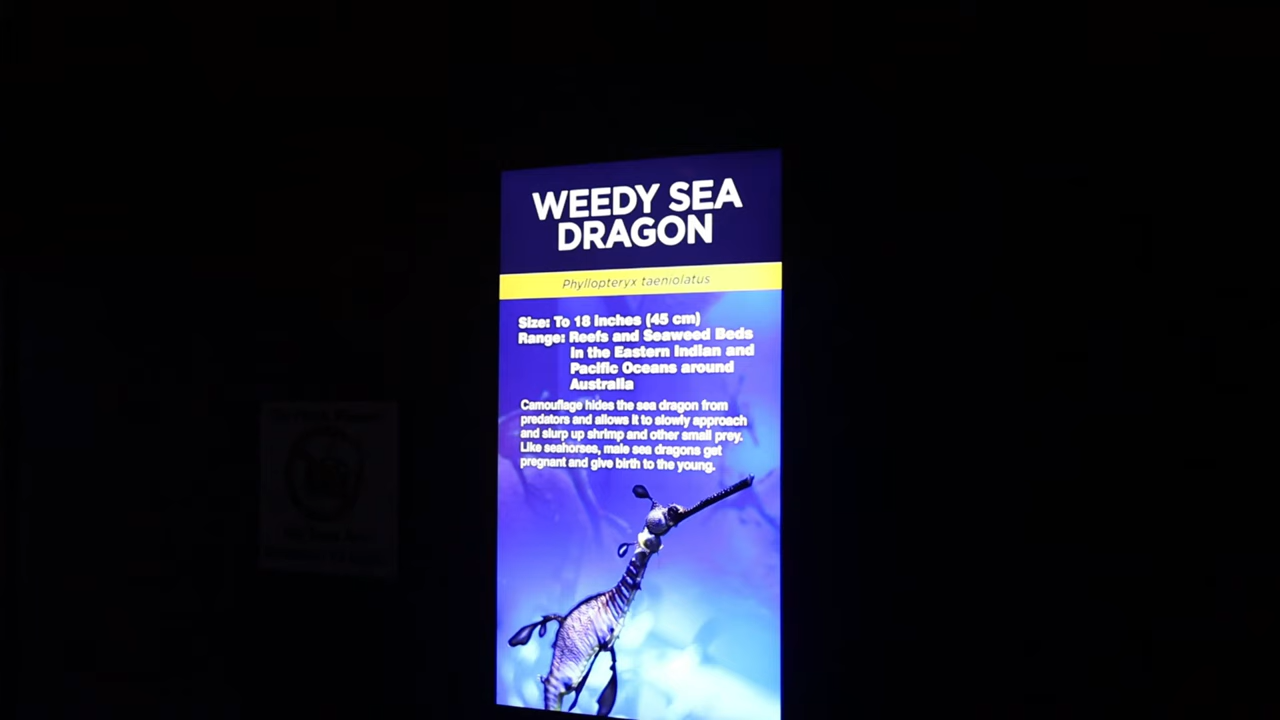 WEEDY SEA
DRAGON
Phyllopteryx taeniolatus
Size: To 18 inches (45 cm)
Range: Reefs and Seaweed Beds
in the Eastern Indian and
Pacific Oceans around
Australia
Camouflage hides the sea dragon from
predators and allows it to slowly approach
and slurp up shrimp and other small prey.
Like seahorses, male sea dragons get
pregnant and give birth to the young.